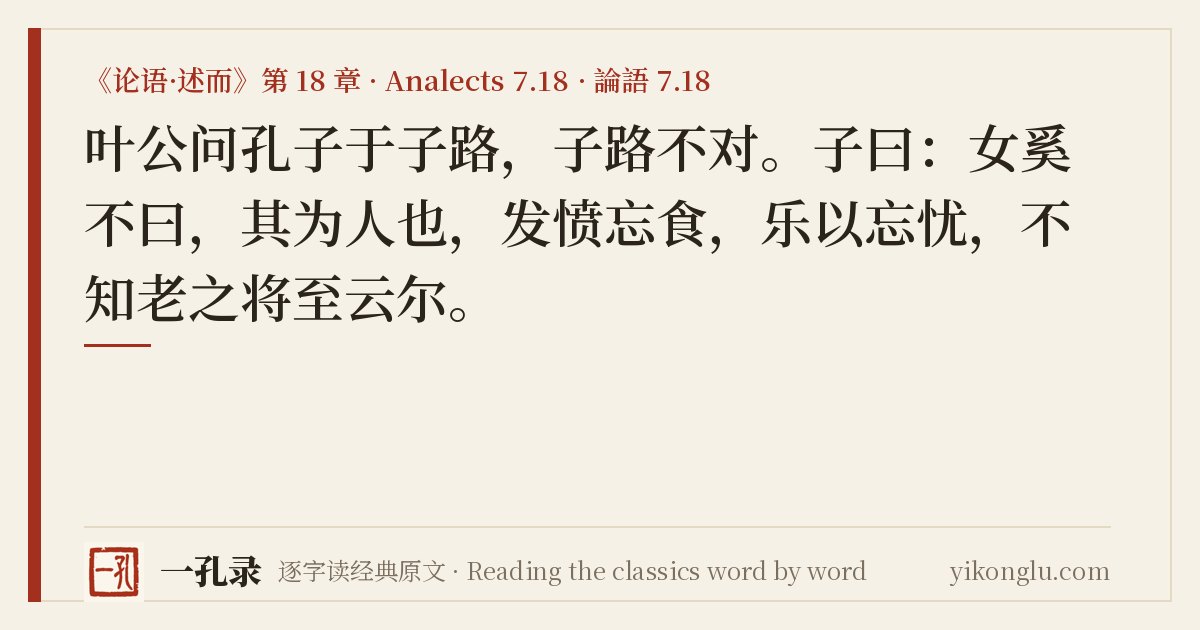 《论语·述而》第 18 章 · Analects 7.18 · 論語 7.18
叶公问孔子于子路，子路不对。子曰：女奚
不曰，其为人也，发愤忘食，乐以忘忧，不
知老之将至云尔。
一孔
一孔录 逐字读经典原文 · Reading the classics word by word yikonglu.com